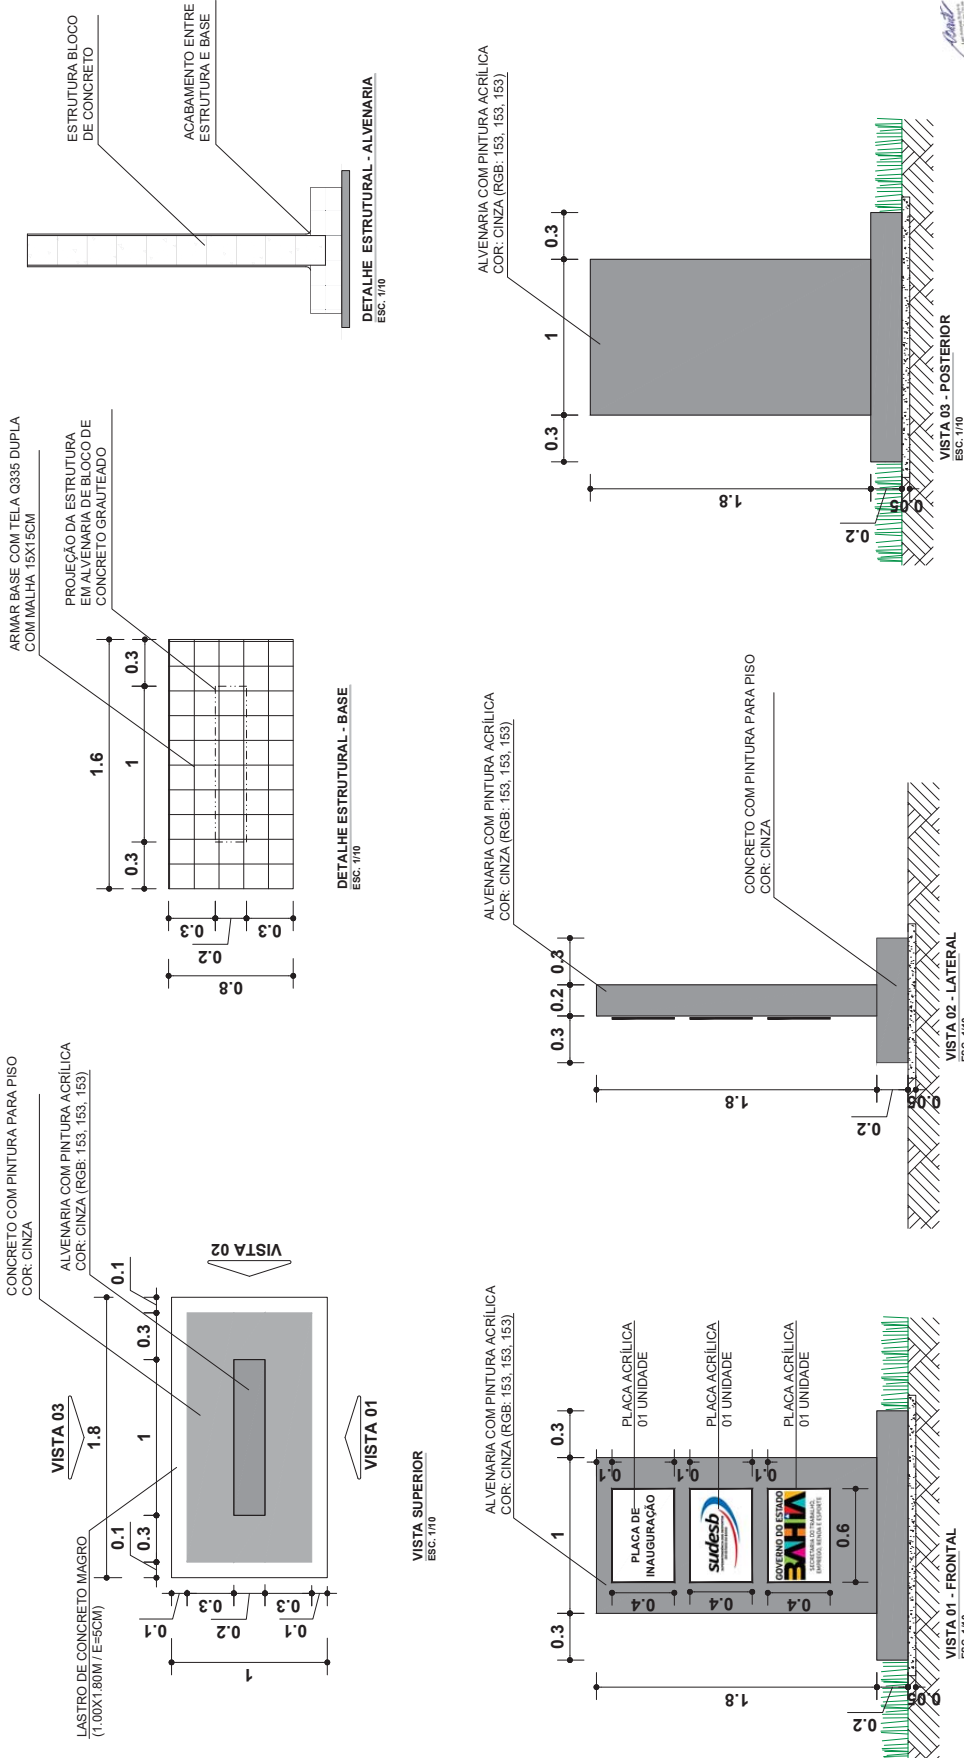 LASTRO DE CONCRETO MAGRO
(1.00X1.80M / E=5CM)
CONCRETO COM PINTURA PARA PISO
COR: CINZA
ALVENARIA COM PINTURA ACRÍLICA
COR: CINZA (RGB: 153, 153, 153)
VISTA 03
1.8
0.1
0.3
1
0.3
0.1
0.1
0.3
0.2
0.3
0.1
1
VISTA 02
VISTA 01
VISTA SUPERIOR
ESC. 1/10
ARMAR BASE COM TELA Q335 DUPLA
COM MALHA 15X15CM
PROJEÇÃO DA ESTRUTURA
EM ALVENARIA DE BLOCO DE
CONCRETO GRAUTEADO
1.6
0.3
1
0.3
0.3
0.2
0.3
0.8
DETALHE ESTRUTURAL - BASE
ESC. 1/10
ESTRUTURA BLOCO
DE CONCRETO
ACABAMENTO ENTRE
ESTRUTURA E BASE
DETALHE ESTRUTURAL - ALVENARIA
ESC. 1/10
ALVENARIA COM PINTURA ACRÍLICA
COR: CINZA (RGB: 153, 153, 153)
0.3
1
0.3
PLACA DE
INAUGURAÇÃO
sudesb
GOVERNO DO ESTADO
BAHIA
SECRETARIA DO TRABALHO,
EMPREGO, RENDA E ESPORTE
PLACA ACRÍLICA
01 UNIDADE
PLACA ACRÍLICA
01 UNIDADE
PLACA ACRÍLICA
01 UNIDADE
0.1
0.4
0.1
0.4
0.1
0.4
0.6
1.8
0.2
0.05
VISTA 01 - FRONTAL
ESC. 1/10
ALVENARIA COM PINTURA ACRÍLICA
COR: CINZA (RGB: 153, 153, 153)
CONCRETO COM PINTURA PARA PISO
COR: CINZA
0.3
0.2
0.3
1.8
0.2
0.05
VISTA 02 - LATERAL
ESC. 1/10
ALVENARIA COM PINTURA ACRÍLICA
COR: CINZA (RGB: 153, 153, 153)
0.3
1
0.3
1.8
0.2
0.05
VISTA 03 - POSTERIOR
ESC. 1/10